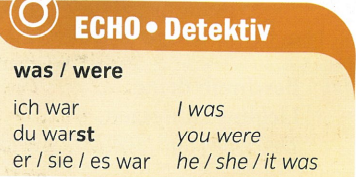 ECHO • Detektiv
was / were
ich war I was
du warst you were
er / sie / es war he / she / it was